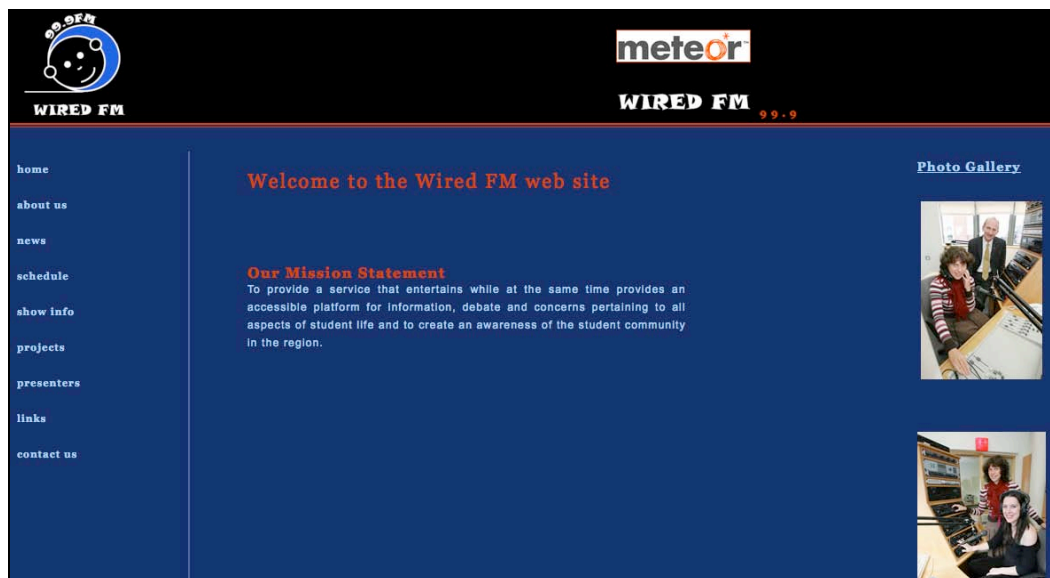 99.9FM
WIRED FM
meteor
WIRED FM
99.9
home
about us
news
schedule
show info
projects
presenters
links
contact us
Welcome to the Wired FM web site
Our Mission Statement
To provide a service that entertains while at the same time provides an
accessible platform for information, debate and concerns pertaining to all
aspects of student life and to create an awareness of the student community
in the region.
Photo Gallery